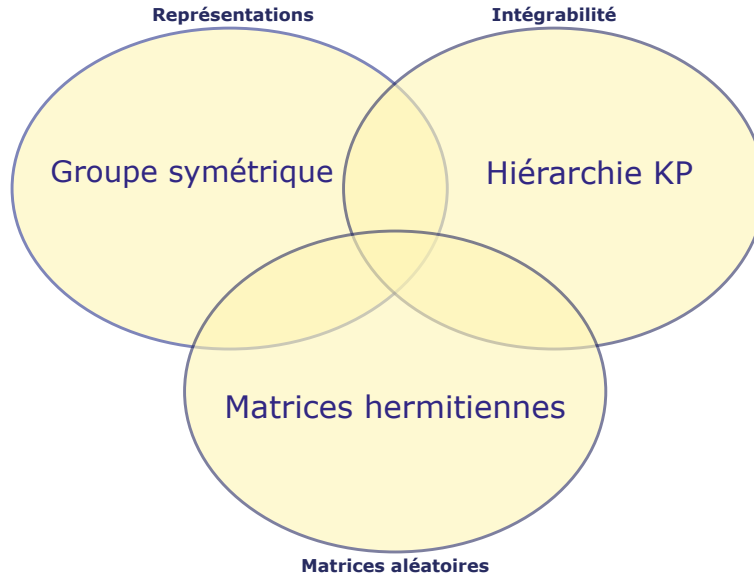 Représentations
Intégrabilité
Groupe symétrique
Hiérarchie KP
Matrices hermitiennes
Matrices aléatoires